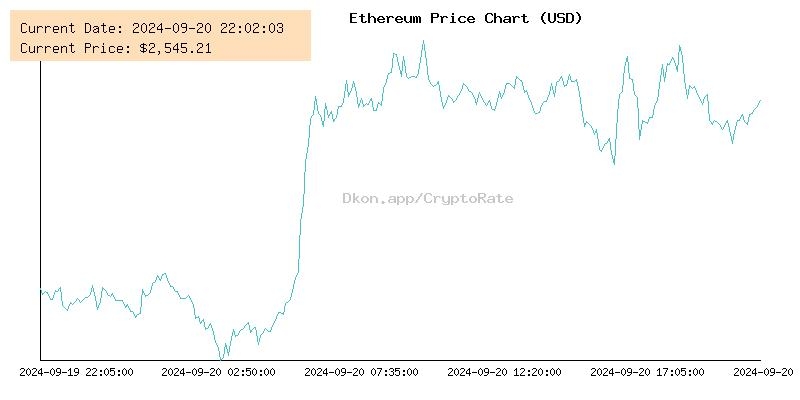 Ethereum Price Chart (USD)
Current Date: 2024-09-20 22:02:03
Current Price: $2,545.21
Dkon.app/CryptoRate
2024-09-19 22:05:00
2024-09-20 02:50:00
2024-09-20 07:35:00
2024-09-20 12:20:00
2024-09-20 17:05:00
2024-09-20